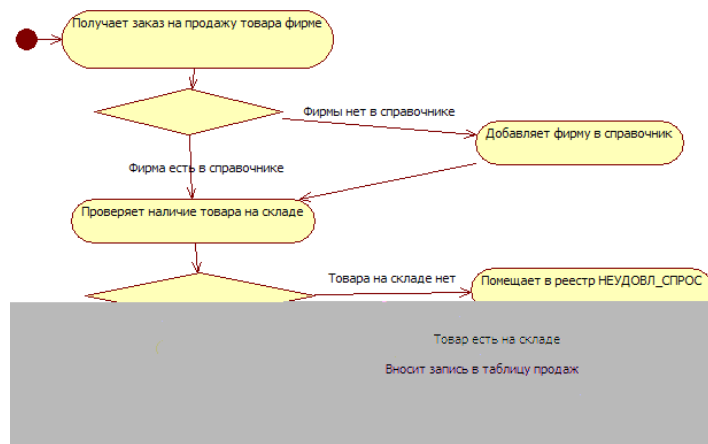 Получает заказ на продажу товара фирме
Фирмы нет в справочнике
Добавляет фирму в справочник
Фирма есть в справочнике
Проверяет наличие товара на складе
Товара на складе нет
Помещает в реестр НЕУДОВЛ_СПРОС
Товар есть на складе
Вносит запись в таблицу продаж